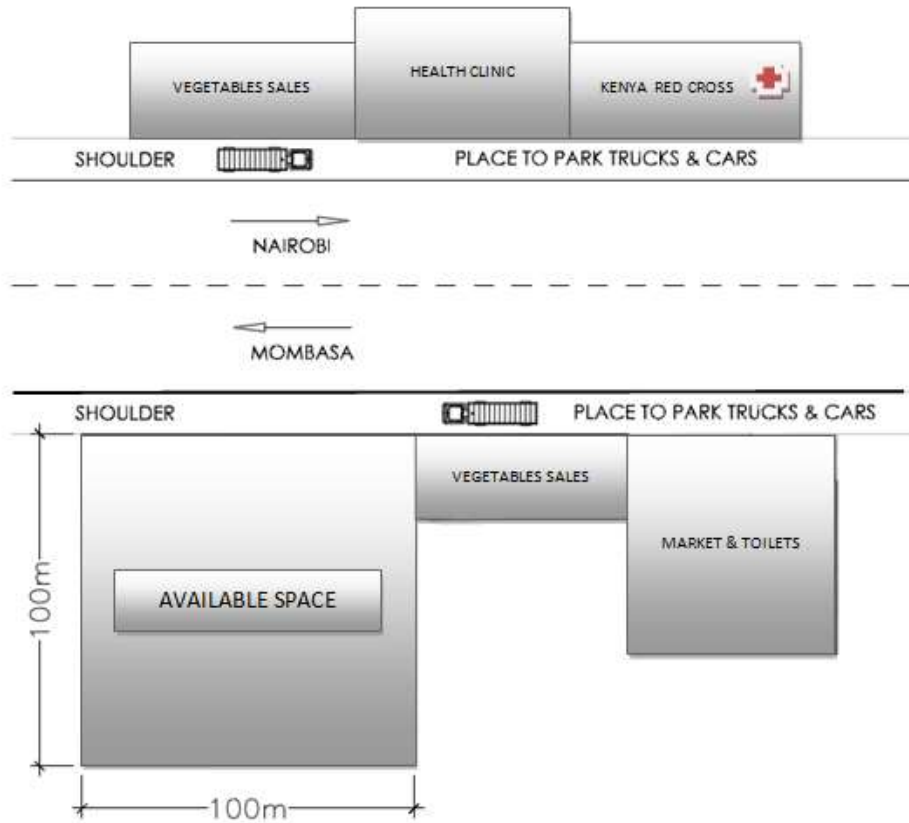 VEGETABLES SALES
HEALTH CLINIC
KENYA RED CROSS
SHOULDER
PLACE TO PARK TRUCKS & CARS
NAIROBI
MOMBASA
SHOULDER
PLACE TO PARK TRUCKS & CARS
VEGETABLES SALES
MARKET & TOILETS
AVAILABLE SPACE
100m
100m